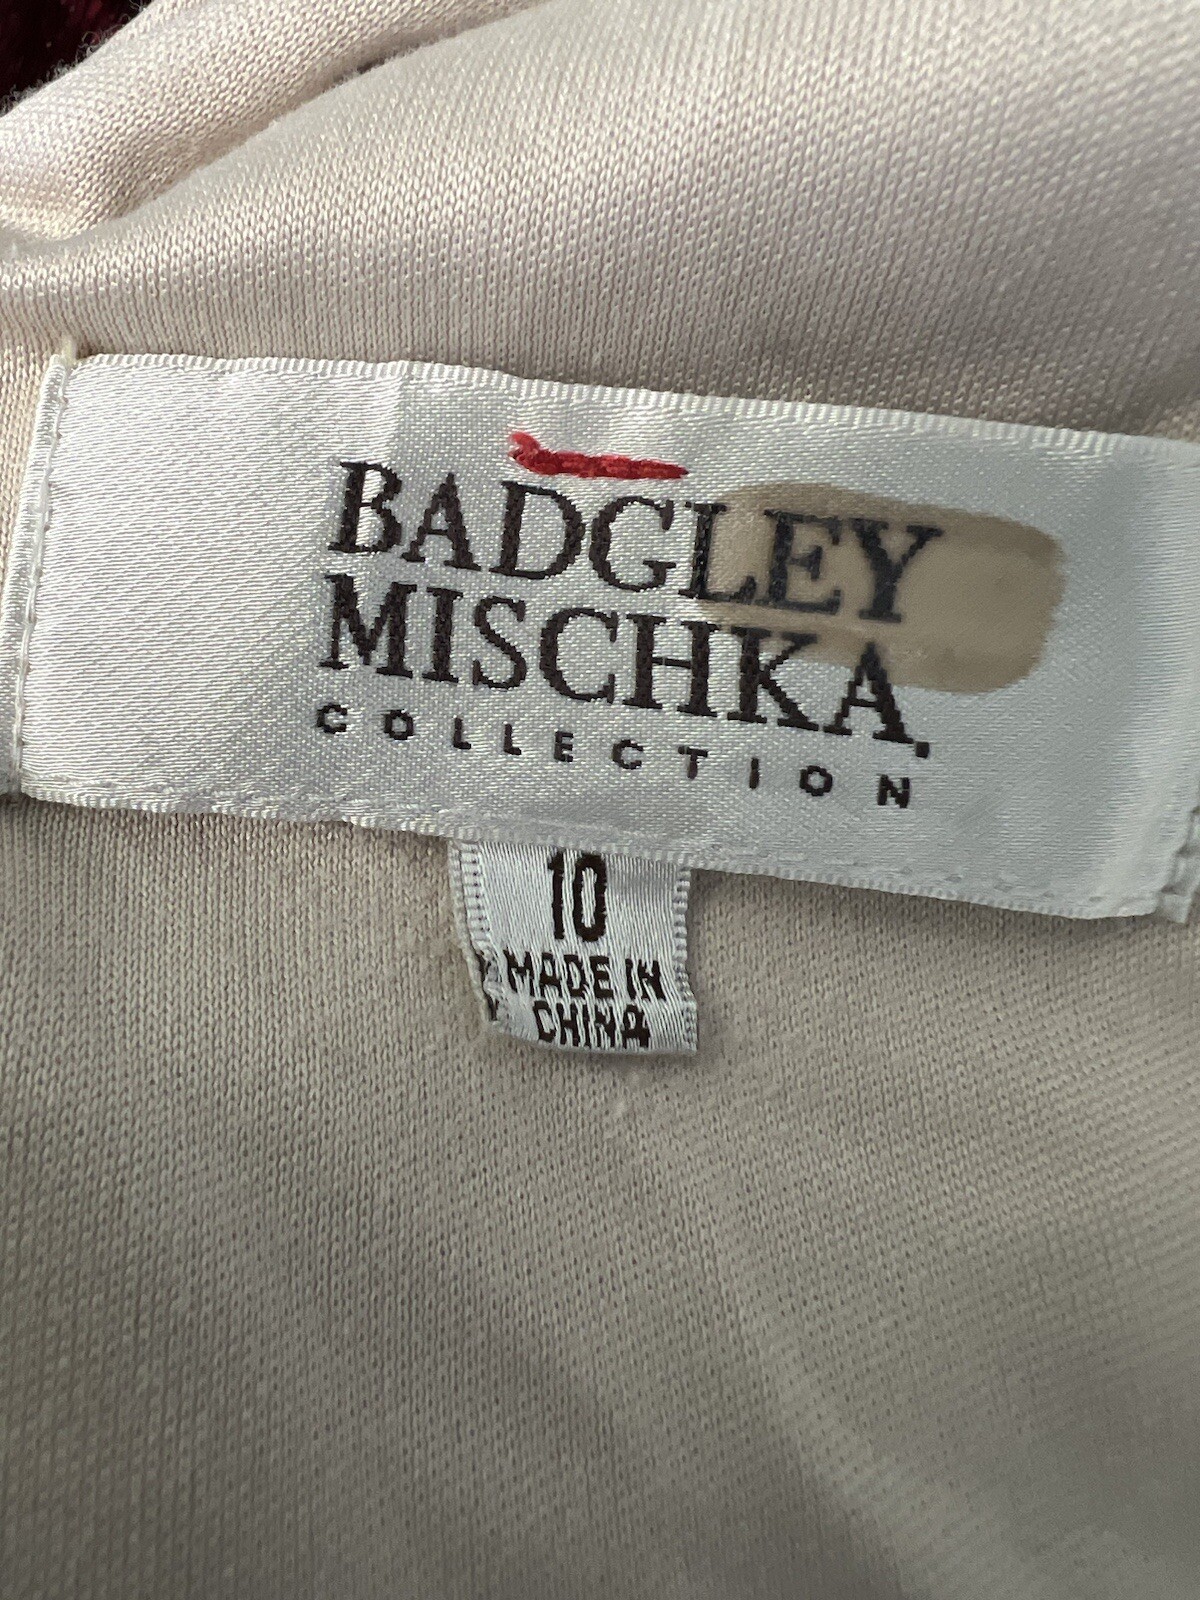 BADGLEY
MISCHKA.
COLLECTION
10
MADE IN
CHINA